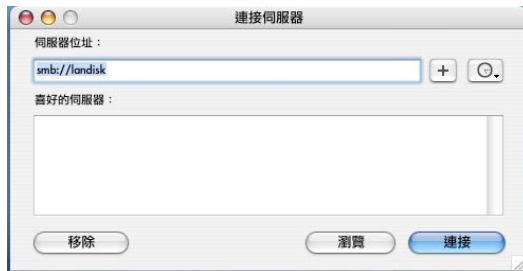 連接伺服器
伺服器位址：
smb://landisk
喜好的伺服器：
移除
瀏覽
連接